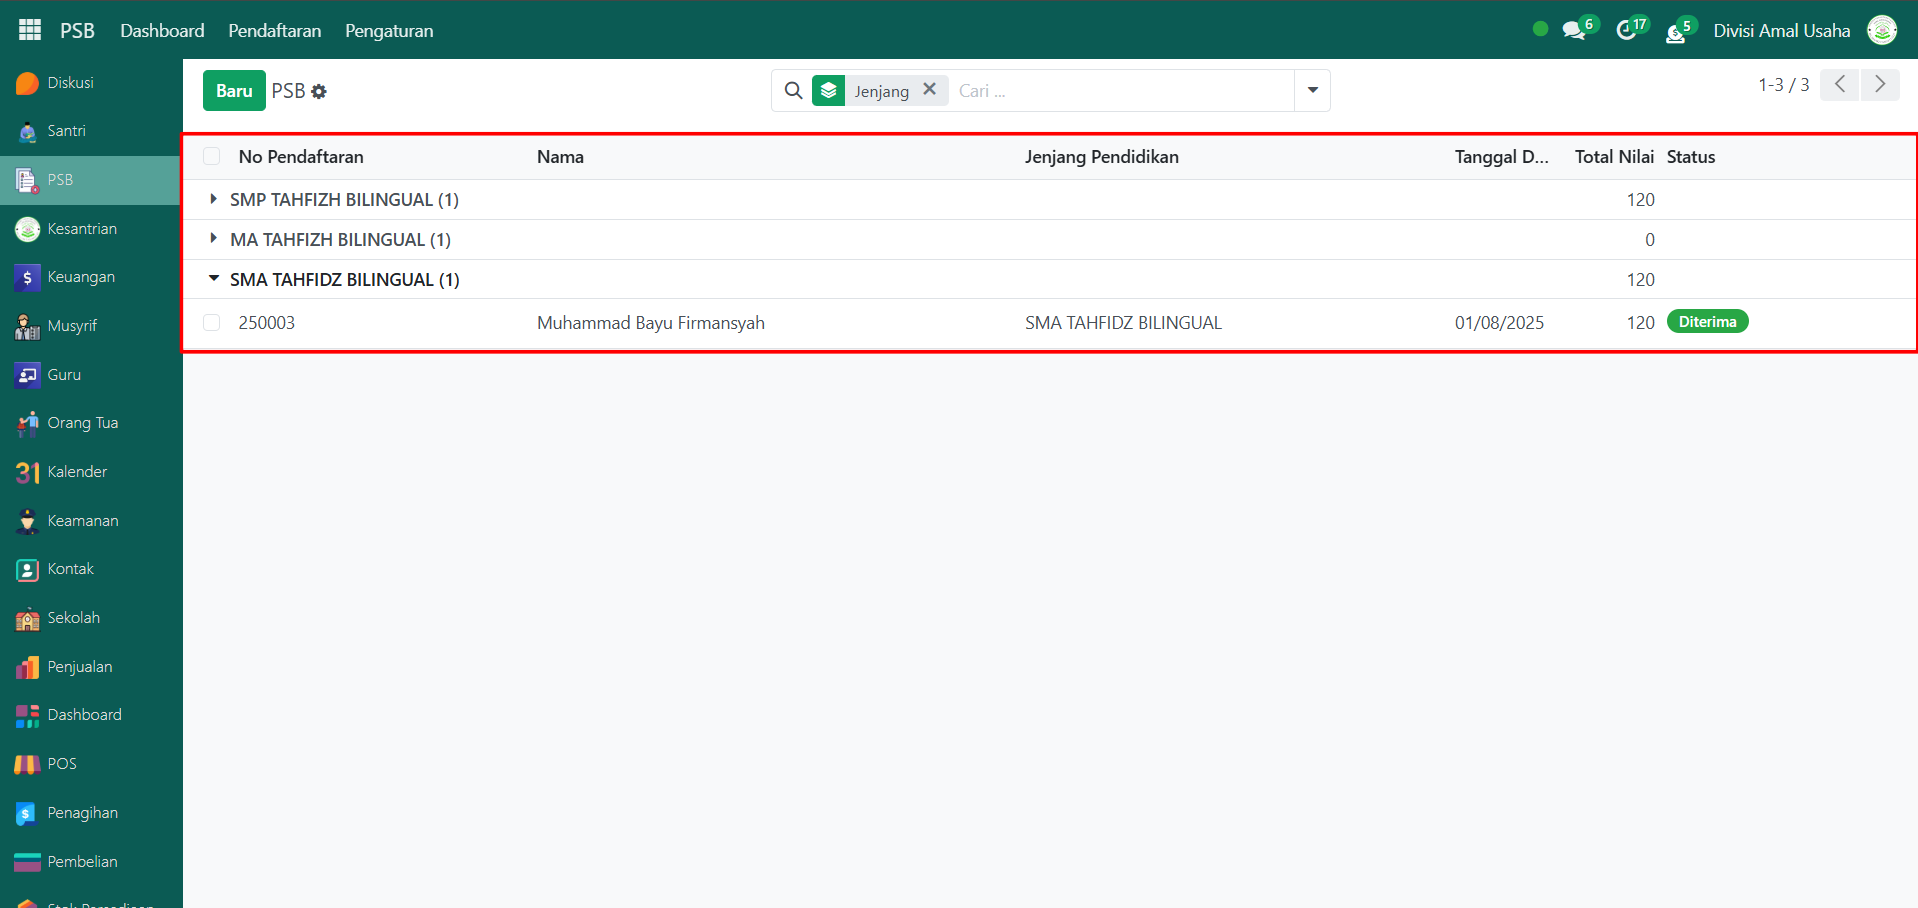 PSB Dashboard Pendaftaran Pengaturan 6 17 5 Divisi Amal Usaha
Diskusi
Santri
PSB
Kesantrian
Keuangan
Musyrif
Guru
Orang Tua
31 Kalender
Keamanan
Kontak
Sekolah
Penjualan
Dashboard
POS
Penagihan
Pembelian
Baru PSB Jenjang Cari ... 1-3 / 3
No Pendaftaran Nama Jenjang Pendidikan Tanggal D... Total Nilai Status
SMP TAHFIZH BILINGUAL (1) 120
MA TAHFIZH BILINGUAL (1) 0
SMA TAHFIDZ BILINGUAL (1) 120
250003 Muhammad Bayu Firmansyah SMA TAHFIDZ BILINGUAL 01/08/2025 120 Diterima